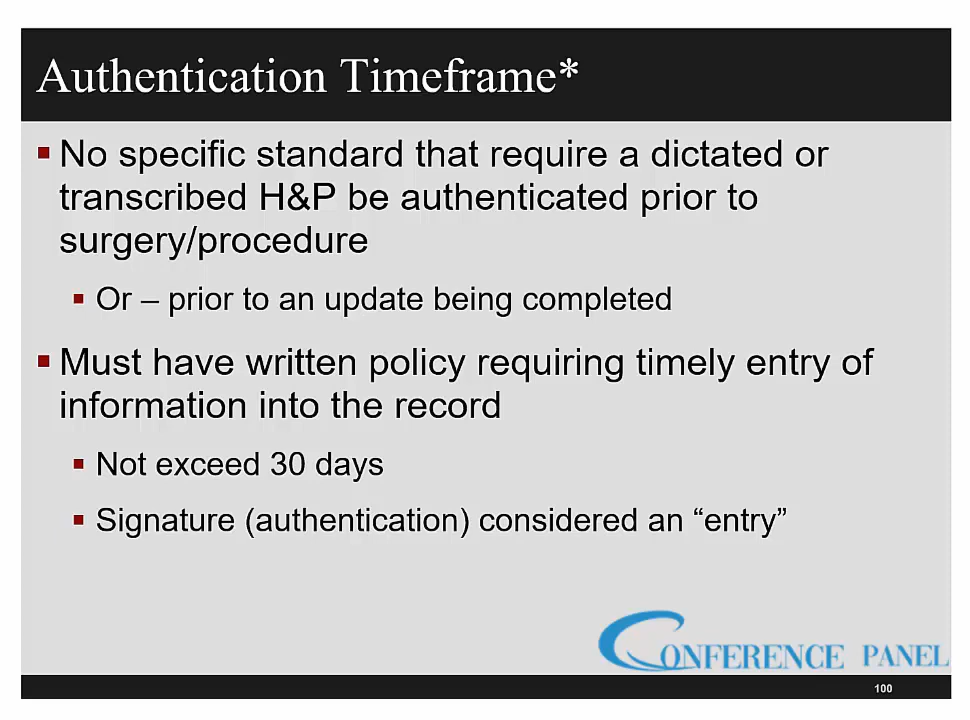 Authentication Timeframe*
No specific standard that require a dictated or
transcribed H&P be authenticated prior to
surgery/procedure
Or – prior to an update being completed
Must have written policy requiring timely entry of
information into the record
Not exceed 30 days
Signature (authentication) considered an “entry”
CONFERENCE PANEL
100